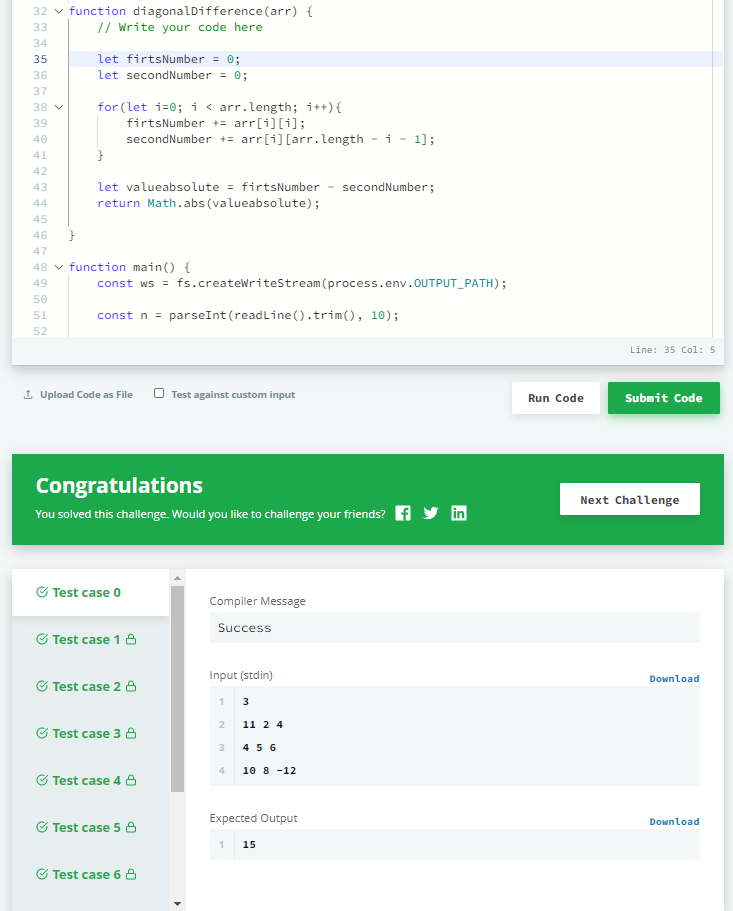 32 function diagonalDifference(arr) {
33 // Write your code here
34
35 let firtsNumber = 0;
36 let secondNumber = 0;
37
38 for(let i=0; i < arr.length; i++){
39 firtsNumber += arr[i][i];
40 secondNumber += arr[i][arr.length - i - 1];
41 }
42
43 let valueabsolute = firtsNumber - secondNumber;
44 return Math.abs(valueabsolute);
45
46 }
47
48 function main() {
49 const ws = fs.createWriteStream(process.env.OUTPUT_PATH);
50
51 const n = parseInt(readLine().trim(), 10);
52
Line: 35 Col: 5
Upload Code as File Test against custom input Run Code Submit Code
Congratulations
You solved this challenge. Would you like to challenge your friends?
Next Challenge
Test case 0
Test case 1
Test case 2
Test case 3
Test case 4
Test case 5
Test case 6
Compiler Message
Success
Input (stdin) Download
1 3
2 11 2 4
3 4 5 6
4 10 8 -12
Expected Output Download
1 15